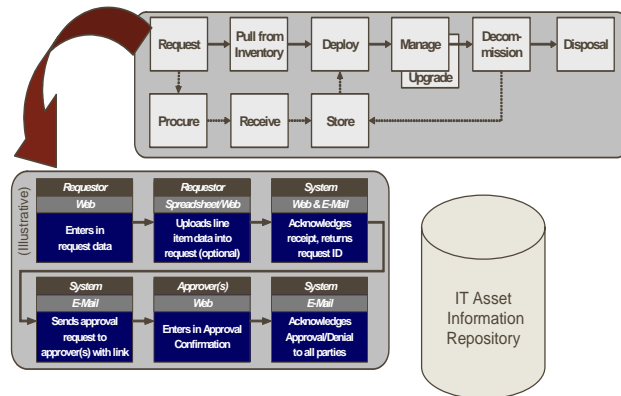 Request
Pull from
Inventory
Deploy
Manage
Upgrade
Decom-
mission
Disposal
Procure
Receive
Store
(Illustrative)
Requestor
Web
Enters in
request data
Requestor
Spreadsheet/Web
Uploads line
item data into
request (optional)
System
Web & E-Mail
Acknowledges
receipt, returns
request ID
System
E-Mail
Sends approval
request to
approver(s) with link
Approver(s)
Web
Enters in Approval
Confirmation
System
E-Mail
Acknowledges
Approval/Denial
to all parties
IT Asset
Information
Repository